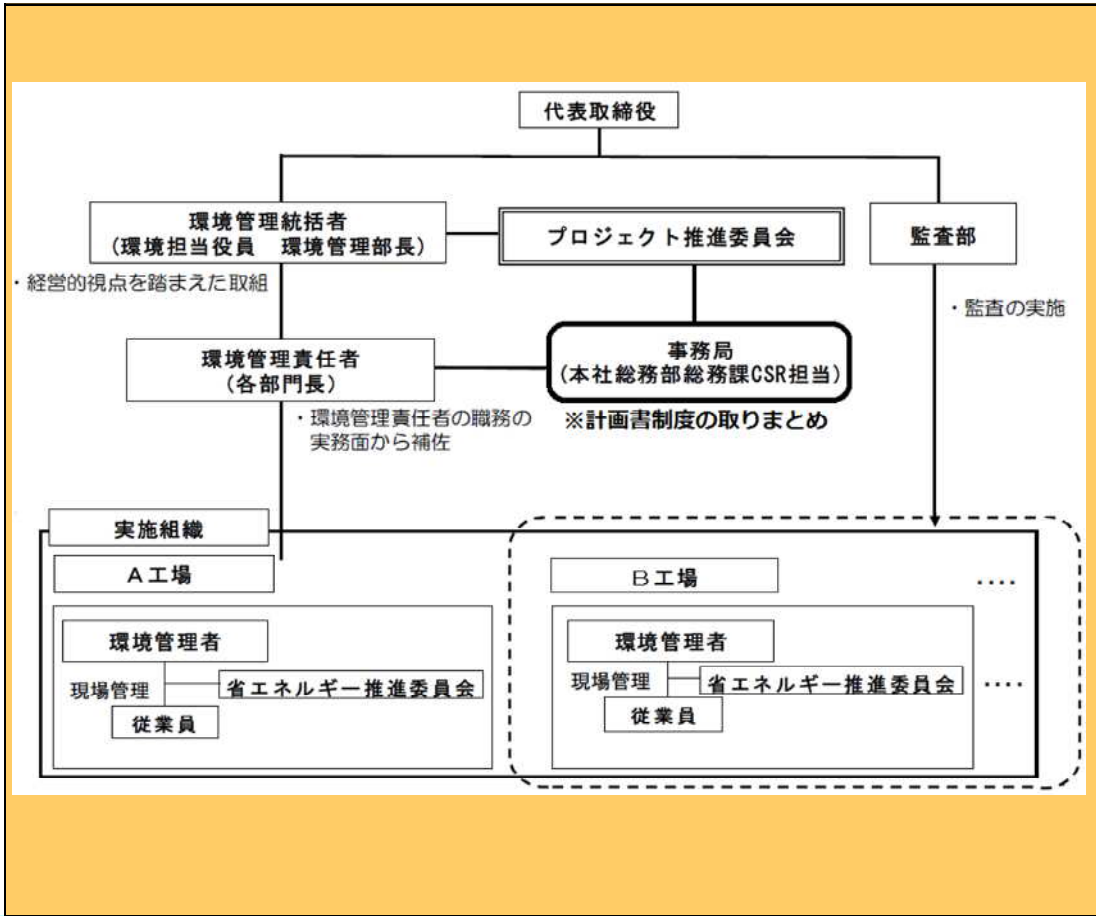 代表取締役
環境管理統括者
(環境担当役員　環境管理部長)
プロジェクト推進委員会
監査部
・経営的視点を踏まえた取組
・監査の実施
環境管理責任者
(各部門長)
事務局
(本社総務部総務課CSR担当)
※計画書制度の取りまとめ
・環境管理責任者の職務の
実務面から補佐
実施組織
A工場
B工場
‥‥
環境管理者
現場管理
省エネルギー推進委員会
従業員
環境管理者
現場管理
省エネルギー推進委員会
従業員
‥‥